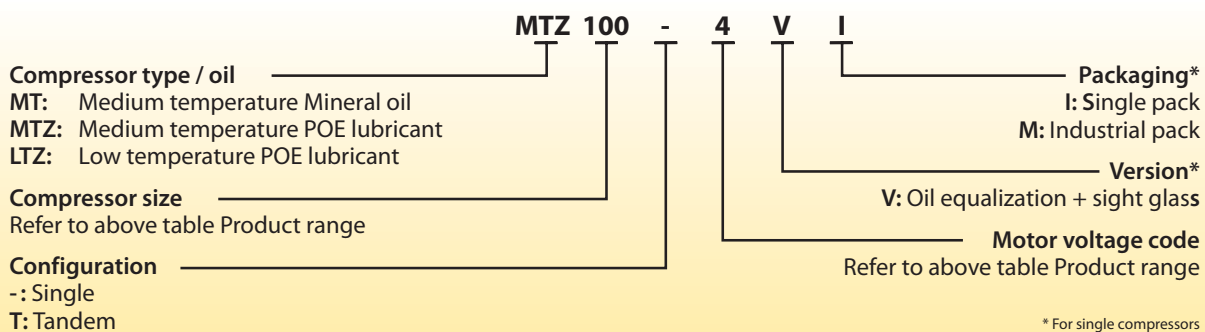 MTZ 100 - 4 V I
Compressor type / oil
MT: Medium temperature Mineral oil
MTZ: Medium temperature POE lubricant
LTZ: Low temperature POE lubricant
Compressor size
Refer to above table Product range
Configuration
- : Single
T: Tandem
Packaging*
I: Single pack
M: Industrial pack
Version*
V: Oil equalization + sight glass
Motor voltage code
Refer to above table Product range
* For single compressors